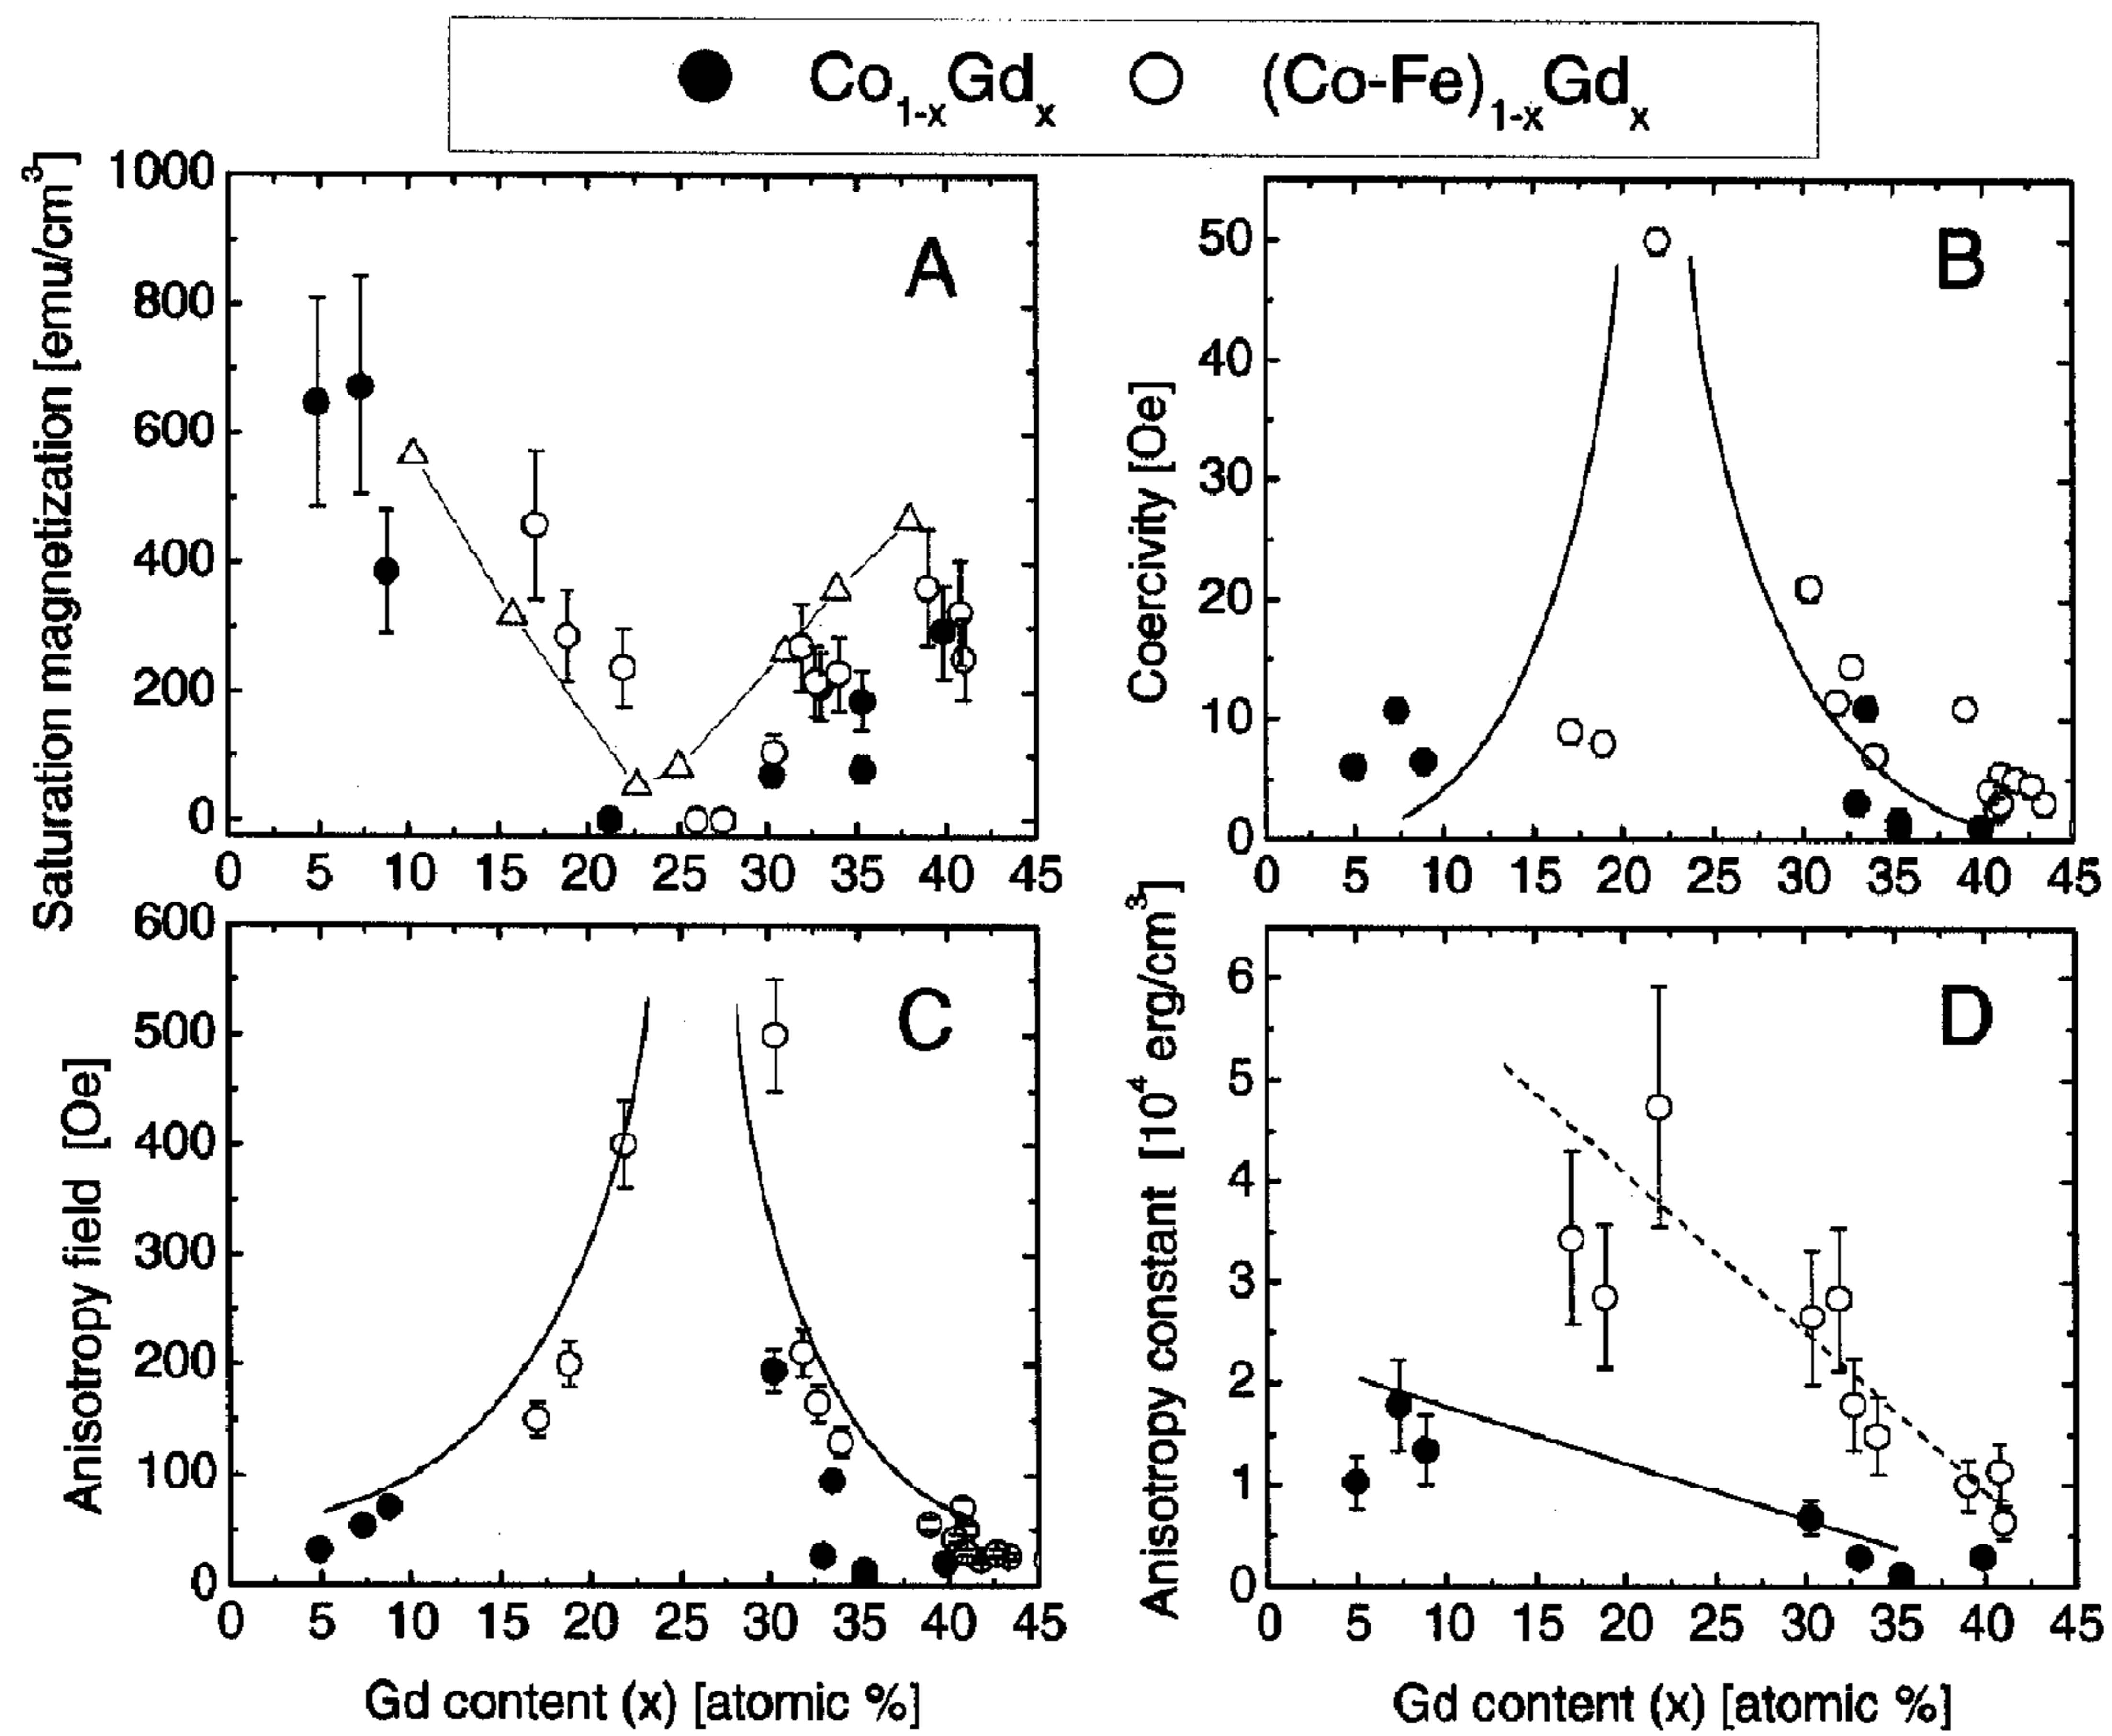 Co1-xGdx (Co-Fe)1-xGdx
A
Saturation magnetization [emu/cm3]
1000
800
600
400
200
0
0 5 10 15 20 25 30 35 40 45
B
Coercivity [Oe]
50
40
30
20
10
0
0 5 10 15 20 25 30 35 40 45
C
Anisotropy field [Oe]
600
500
400
300
200
100
0
0 5 10 15 20 25 30 35 40 45
Gd content (x) [atomic %]
D
Anisotropy constant [104 erg/cm3]
6
5
4
3
2
1
0
0 5 10 15 20 25 30 35 40 45
Gd content (x) [atomic %]